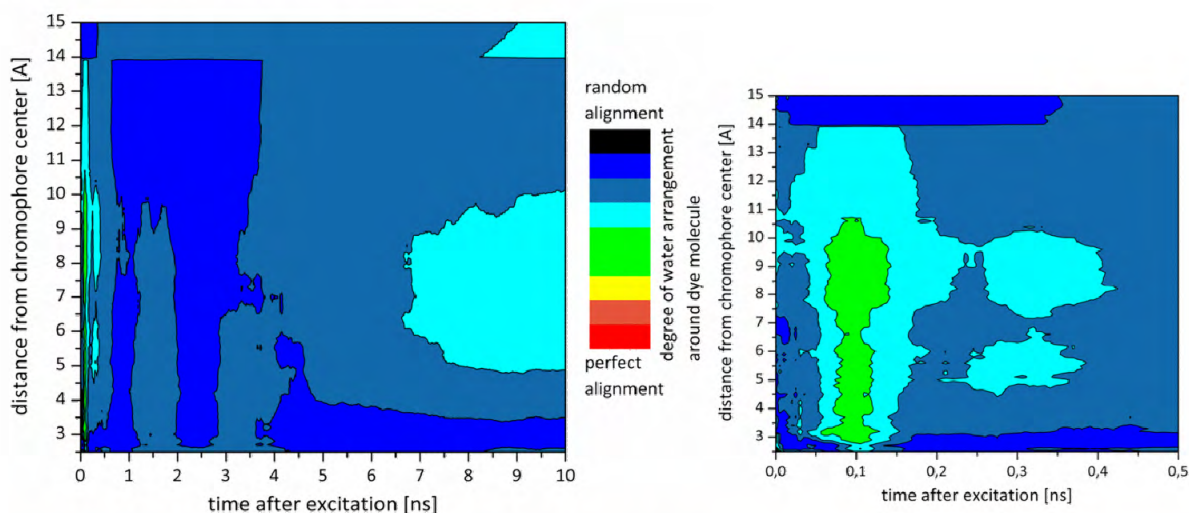 15
14
13
12
11
10
9
8
7
6
5
4
3
distance from chromophore center [A]
0 1 2 3 4 5 6 7 8 9 10
time after excitation [ns]
random
alignment
degree of water arrangement
around dye molecule
perfect
alignment
15
14
13
12
11
10
9
8
7
6
5
4
3
distance from chromophore center [A]
0,0 0,1 0,2 0,3 0,4 0,5
time after excitation [ns]